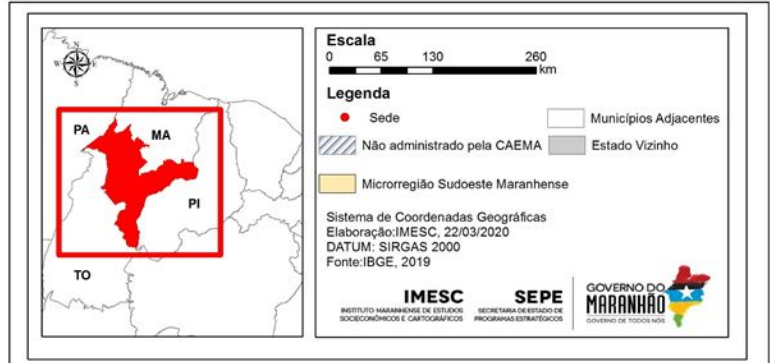 N
W E
S
PA
MA
PI
TO
Escala
0 65 130 260
km
Legenda
Sede
Municípios Adjacentes
Não administrado pela CAEMA
Estado Vizinho
Microrregião Sudoeste Maranhense
Sistema de Coordenadas Geográficas
Elaboração:IMESC, 22/03/2020
DATUM: SIRGAS 2000
Fonte:IBGE, 2019
IMESC
INSTITUTO MARANHENSE DE ESTUDOS
SOCIECONÔMICOS E CARTOGRÁFICOS
SEPE
SECRETARIA DE ESTADO DE
PROGRAMAS ESTRATÉGICOS
GOVERNO DO
MARANHÃO
GOVERNO DE TODOS NÓS